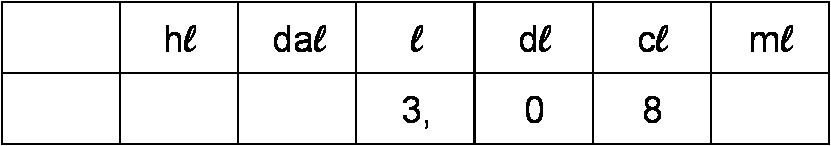 hℓ daℓ ℓ dℓ cℓ mℓ
3, 0 8